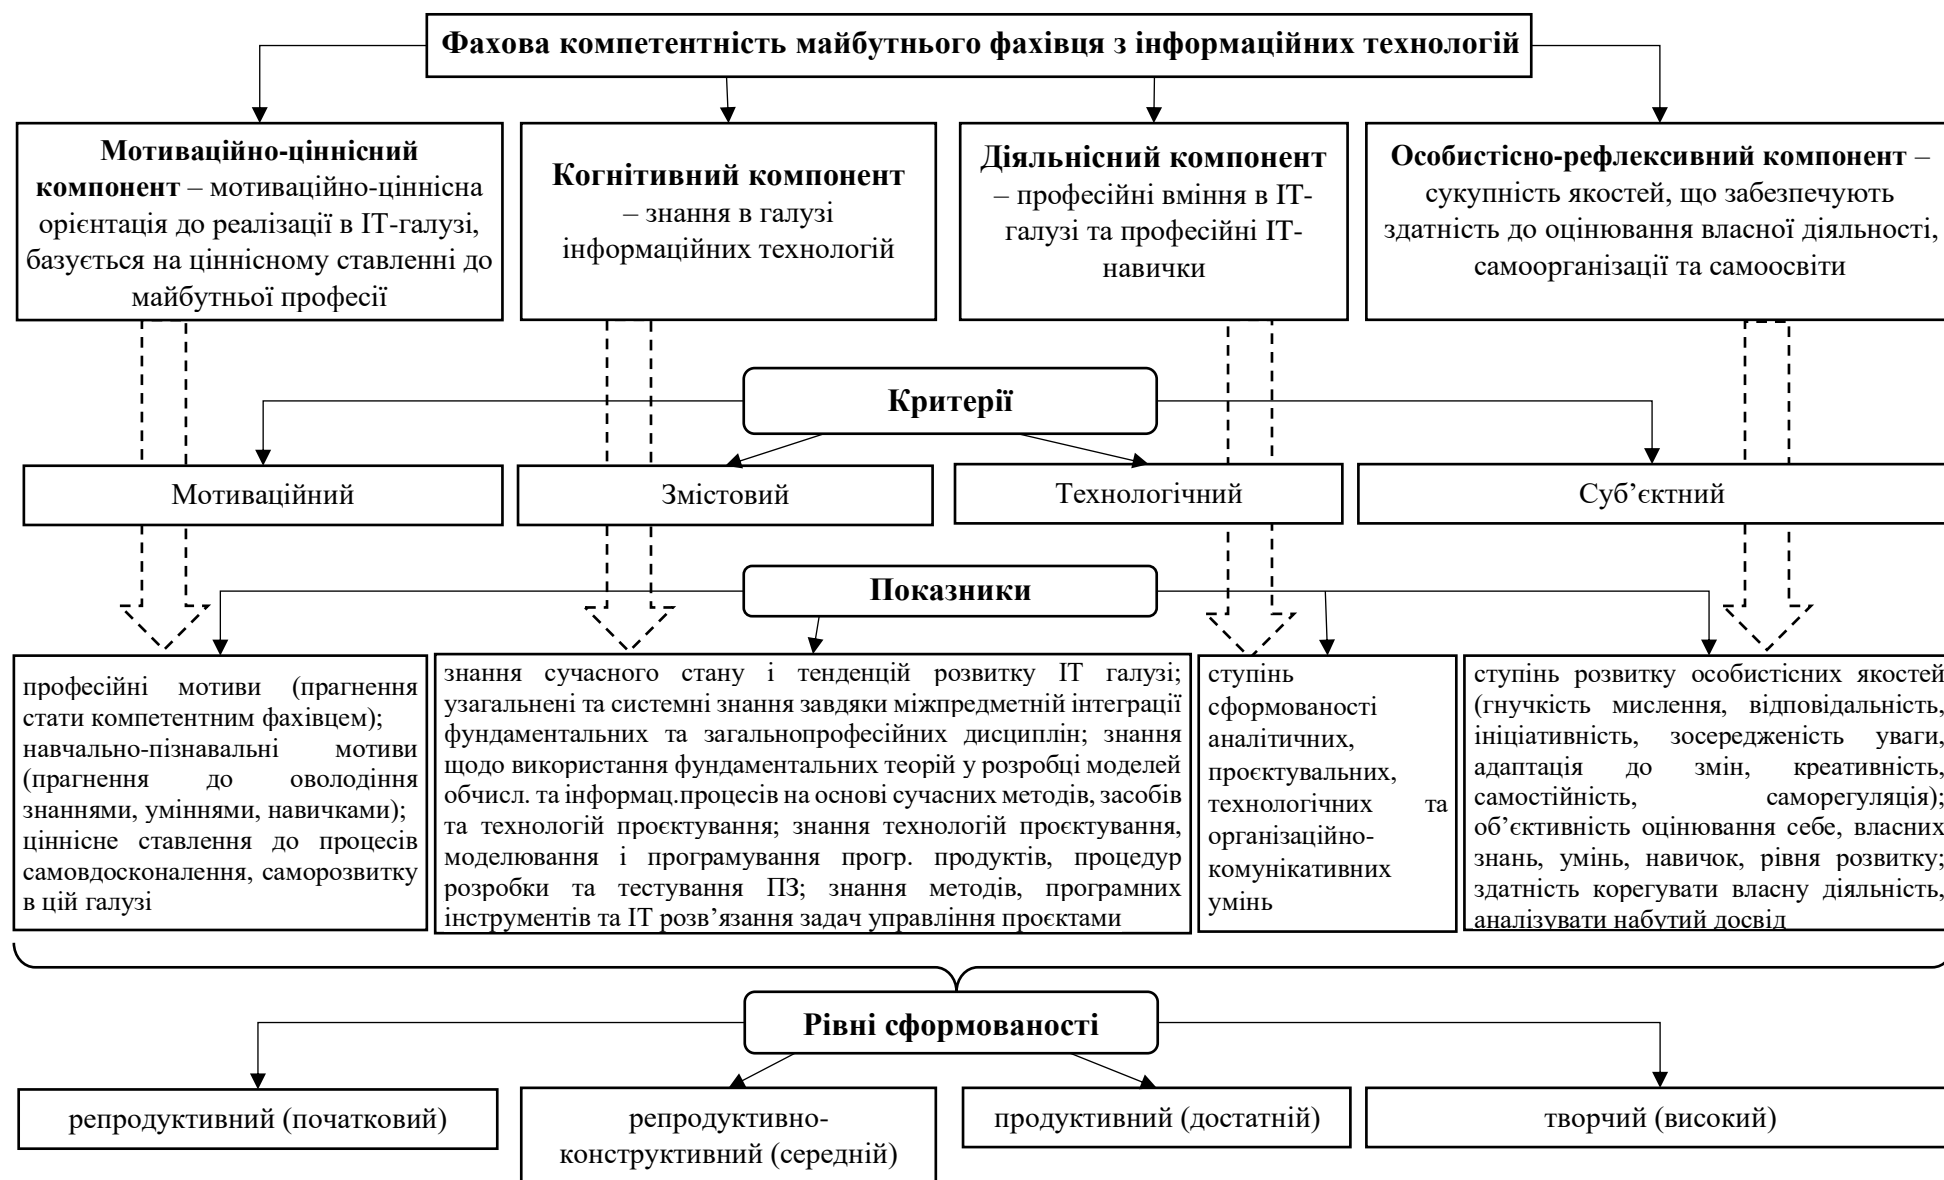 Фахова компетентність майбутнього фахівця з інформаційних технологій
Мотиваційно-ціннісний
компонент – мотиваційно-ціннісна
орієнтація до реалізації в ІТ-галузі,
базується на ціннісному ставленні до
майбутньої професії
Когнітивний компонент
– знання в галузі
інформаційних технологій
Діяльнісний компонент
– професійні вміння в ІТ-
галузі та професійні ІТ-
навички
Особистісно-рефлексивний компонент –
сукупність якостей, що забезпечують
здатність до оцінювання власної діяльності,
самоорганізації та самоосвіти
Критерії
Мотиваційний
Змістовий
Технологічний
Суб’єктний
Показники
професійні мотиви (прагнення
стати компетентним фахівцем);
навчально-пізнавальні мотиви
(прагнення до оволодіння
знаннями, уміннями, навичками);
ціннісне ставлення до процесів
самовдосконалення, саморозвитку
в цій галузі
знання сучасного стану і тенденцій розвитку ІТ галузі;
узагальнені та системні знання завдяки міжпредметній інтеграції
фундаментальних та загальнопрофесійних дисциплін; знання
щодо використання фундаментальних теорій у розробці моделей
обчисл. та інформац.процесів на основі сучасних методів, засобів
та технологій проєктування; знання технологій проєктування,
моделювання і програмування прогр. продуктів, процедур
розробки та тестування ПЗ; знання методів, програмних
інструментів та ІТ розв’язання задач управління проєктами
ступінь
сформованості
аналітичних,
проєктувальних,
технологічних та
організаційно-
комунікативних
умінь
ступінь розвитку особистісних якостей
(гнучкість мислення, відповідальність,
ініціативність, зосередженість уваги,
адаптація до змін, креативність,
самостійність, саморегуляція);
об’єктивність оцінювання себе, власних
знань, умінь, навичок, рівня розвитку;
здатність корегувати власну діяльність,
аналізувати набутий досвід
Рівні сформованості
репродуктивний (початковий)
репродуктивно-
конструктивний (середній)
продуктивний (достатній)
творчий (високий)